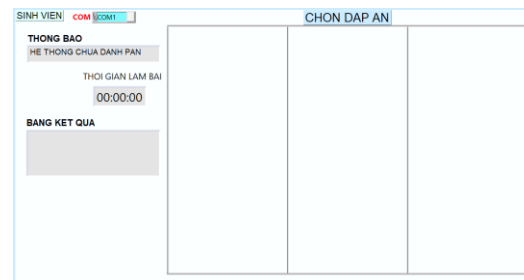 SINH VIEN COM COM1 CHON DAP AN
THONG BAO
HE THONG CHUA DANH PAN
THOI GIAN LAM BAI
00:00:00
BANG KET QUA